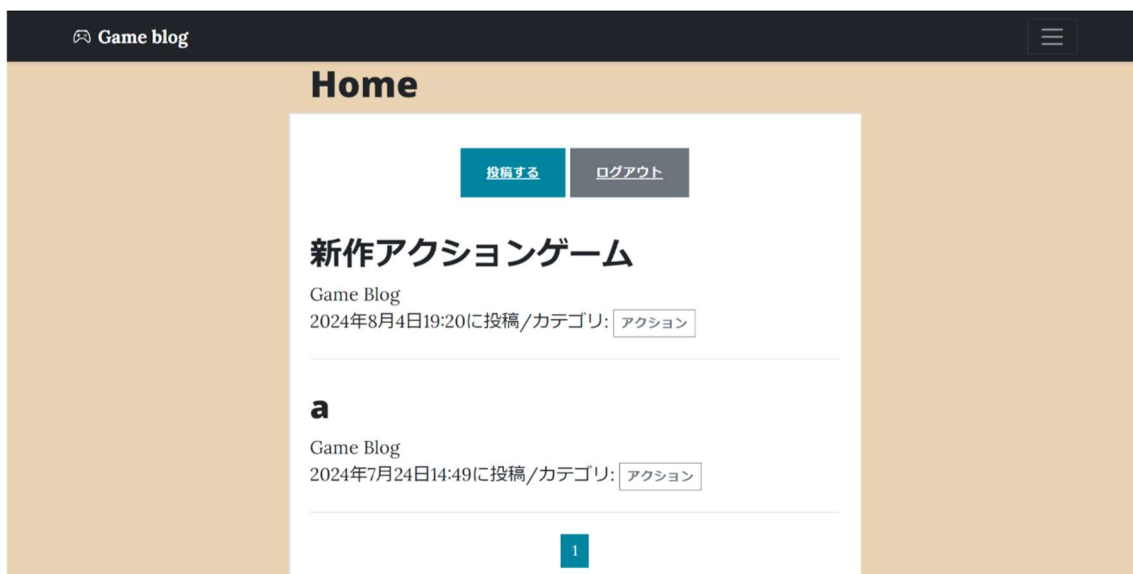 Game blog
Home
投稿する ログアウト
新作アクションゲーム
Game Blog
2024年8月4日19:20に投稿/カテゴリ: アクション
a
Game Blog
2024年7月24日14:49に投稿/カテゴリ: アクション
1